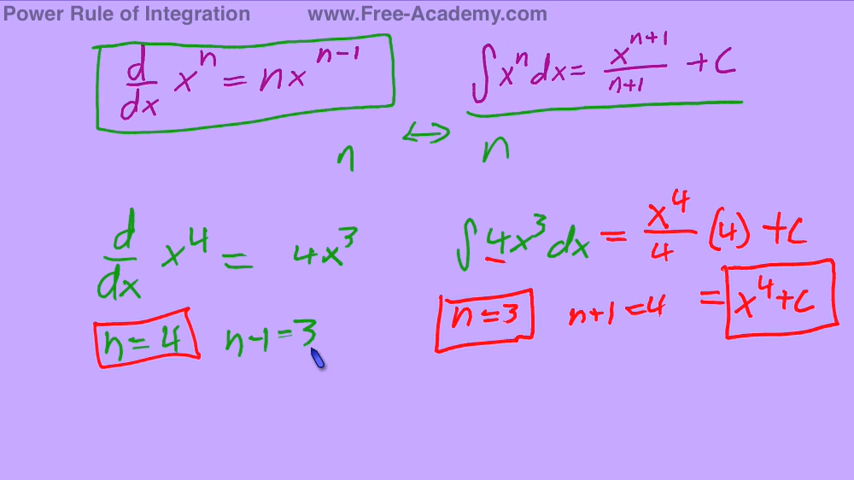 Power Rule of Integration www.Free-Academy.com
d/dx x^n = nx^(n-1) ∫x^n dx = x^(n+1)/(n+1) + C
n ↔ n
d/dx x^4 = 4x^3 ∫4x^3 dx = x^4/4 (4) + C
n = 4 n-1 = 3 n = 3 n+1 = 4 = x^4 + C